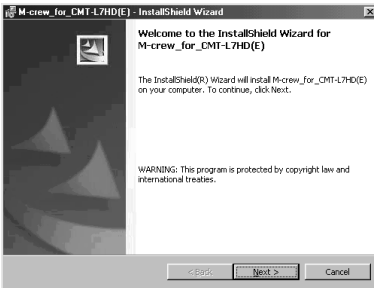 M-crew_for_CMT-L7HD(E) - InstallShield Wizard
Welcome to the InstallShield Wizard for
M-crew_for_CMT-L7HD(E)
The InstallShield(R) Wizard will install M-crew_for_CMT-L7HD(E)
on your computer. To continue, click Next.
WARNING: This program is protected by copyright law and
international treaties.
< Back Next > Cancel